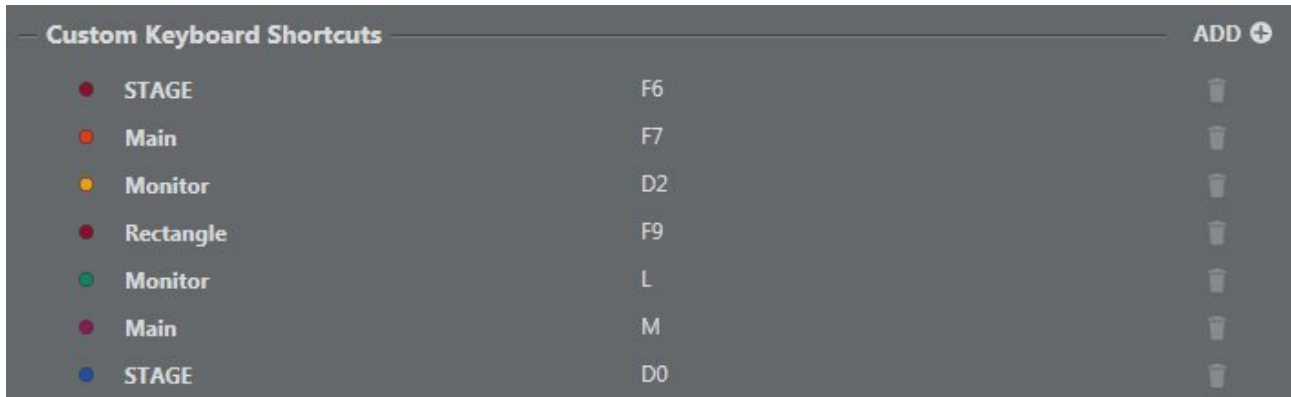 Custom Keyboard Shortcuts ADD
STAGE F6
Main F7
Monitor D2
Rectangle F9
Monitor L
Main M
STAGE D0